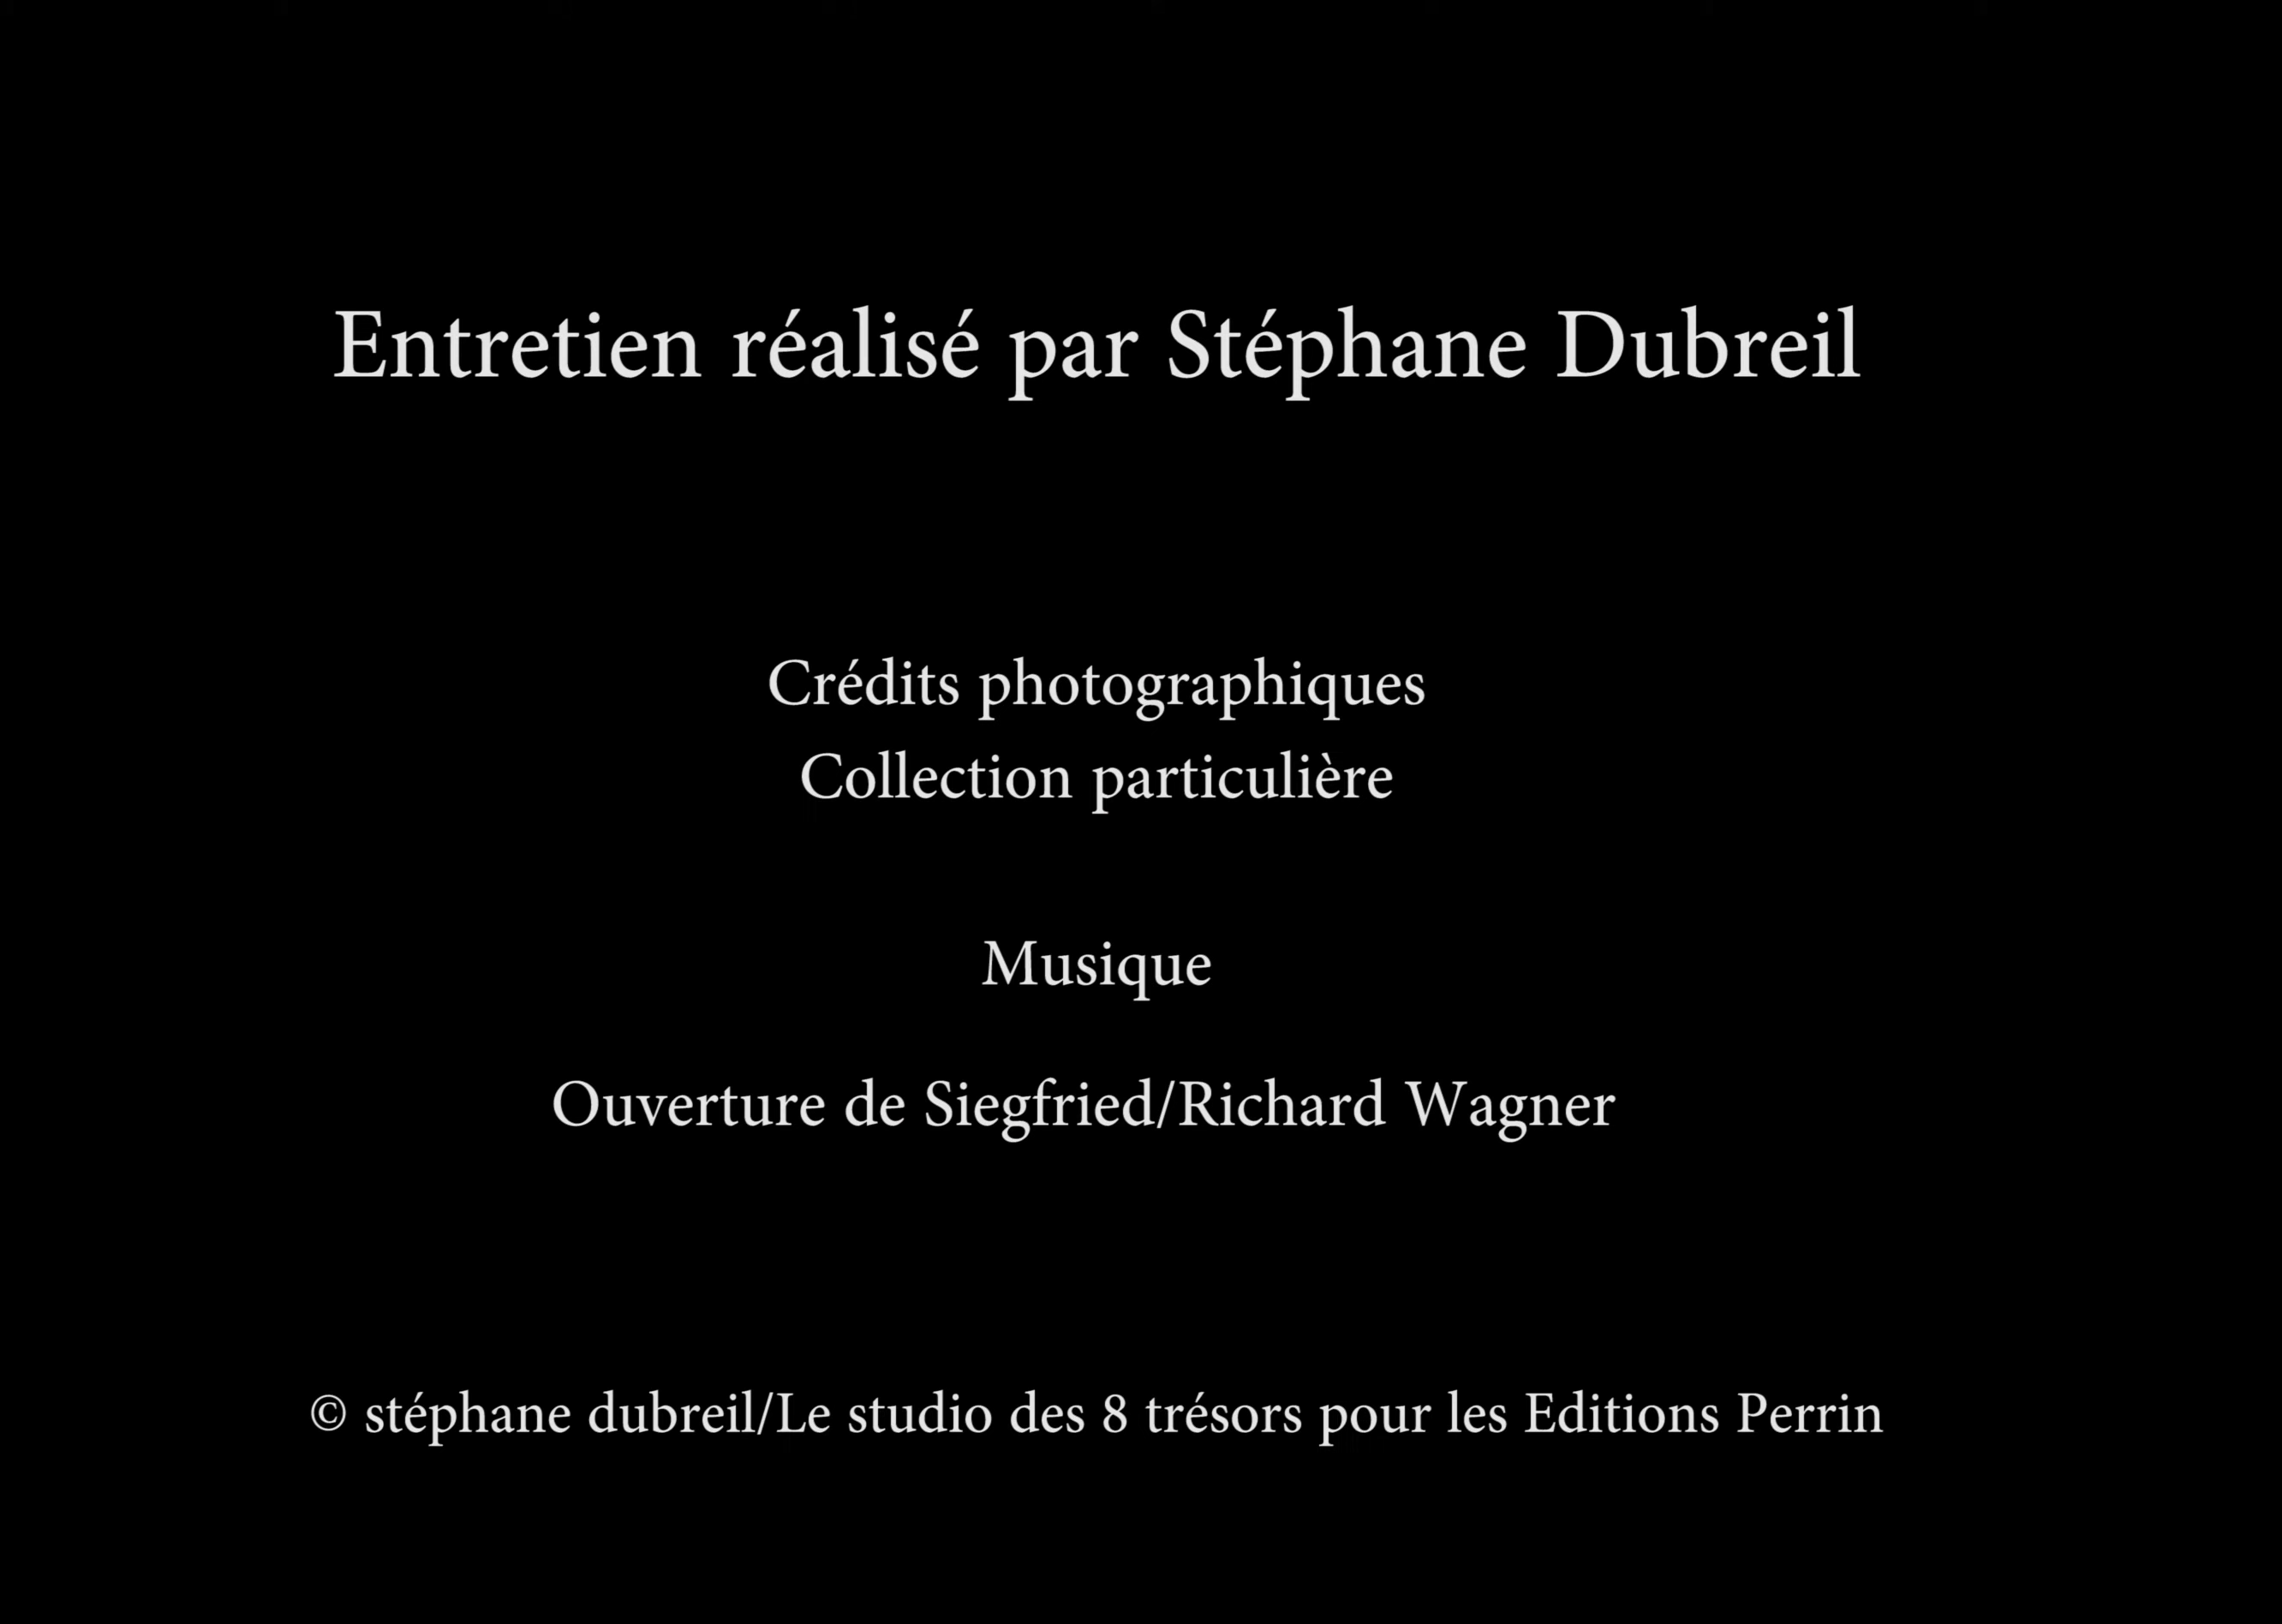 Entretien réalisé par Stéphane Dubreil
Crédits photographiques
Collection particulière
Musique
Ouverture de Siegfried/Richard Wagner
© stéphane dubreil/Le studio des 8 trésors pour les Editions Perrin